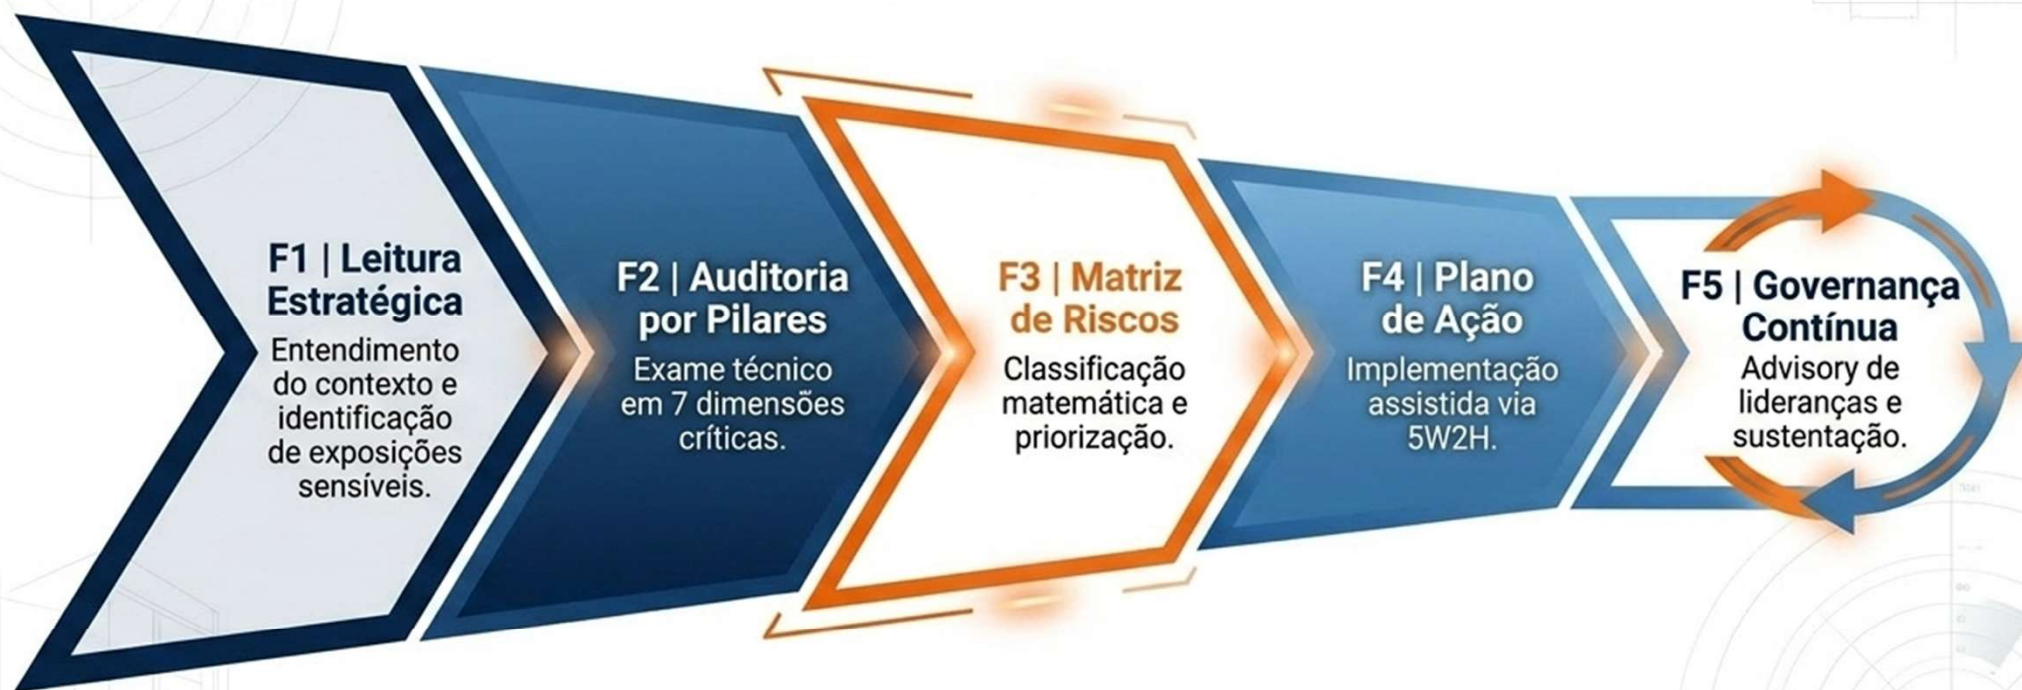 F1 | Leitura
Estratégica
Entendimento
do contexto e
identificação
de exposições
sensíveis.
F2 | Auditoria
por Pilares
Exame técnico
em 7 dimensões
críticas.
F3 | Matriz
de Riscos
Classificação
matemática e
priorização.
F4 | Plano
de Ação
Implementação
assistida via
5W2H.
F5 | Governança
Contínua
Advisory de
lideranças e
sustentação.